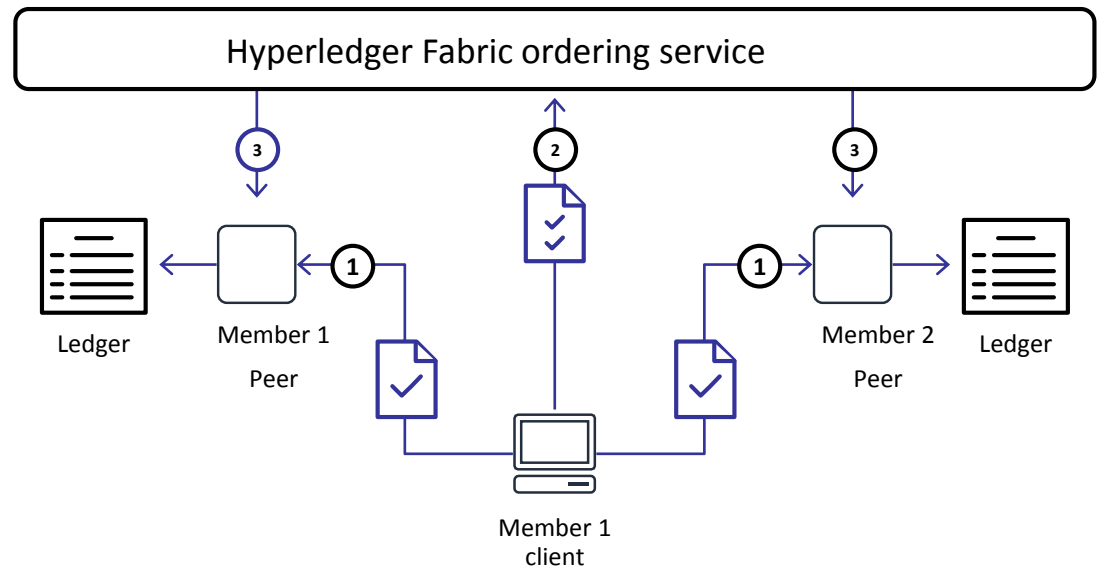 Hyperledger Fabric ordering service
3
2
3
1
1
Ledger
Member 1
Peer
Member 2
Peer
Ledger
Member 1
client